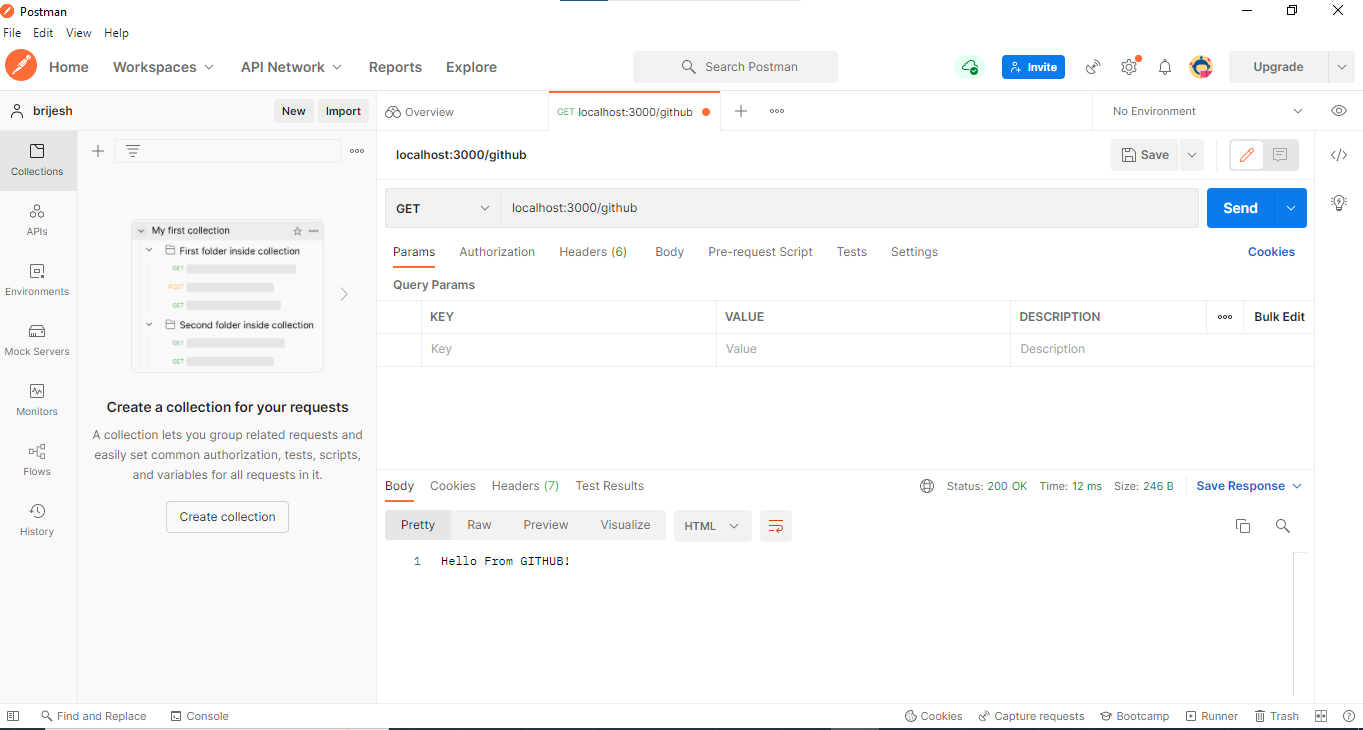 Postman
File Edit View Help
Home Workspaces API Network Reports Explore Search Postman Invite Upgrade
brijesh New Import Overview GET localhost:3000/github No Environment
Collections
APIs
Environments
Mock Servers
Monitors
Flows
History
My first collection
First folder inside collection
GET
POST
GET
Second folder inside collection
GET
GET
Create a collection for your requests
A collection lets you group related requests and
easily set common authorization, tests, scripts,
and variables for all requests in it.
Create collection
localhost:3000/github Save
GET localhost:3000/github Send
Params Authorization Headers (6) Body Pre-request Script Tests Settings Cookies
Query Params
KEY VALUE DESCRIPTION Bulk Edit
Key Value Description
Body Cookies Headers (7) Test Results Status: 200 OK Time: 12 ms Size: 246 B Save Response
Pretty Raw Preview Visualize HTML
1 Hello From GITHUB!
Find and Replace Console Cookies Capture requests Bootcamp Runner Trash